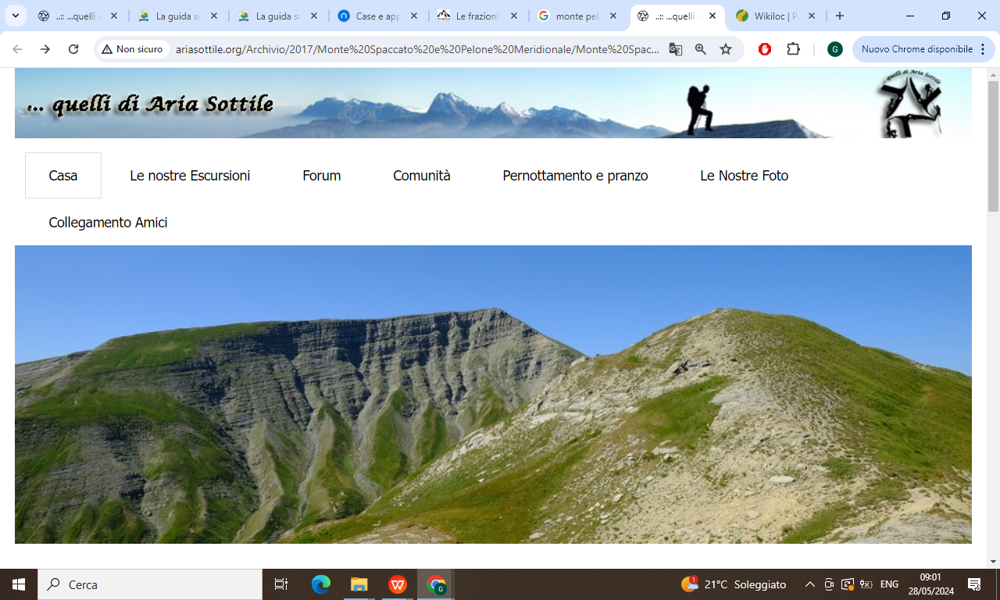 ..:: ...quelli d
La guida su
La guida su
Case e app
Le frazioni
monte pel
..:: ...quelli d
Wikiloc | P
Non sicuro
ariasottile.org/Archivio/2017/Monte%20Spaccato%20e%20Pelone%20Meridionale/Monte%20Spac...
G
Nuovo Chrome disponibile
... quelli di Aria Sottile
quelli di Aria Sottile
Casa
Le nostre Escursioni
Forum
Comunità
Pernottamento e pranzo
Le Nostre Foto
Collegamento Amici
Cerca
1
21°C Soleggiato
ENG
09:01
28/05/2024